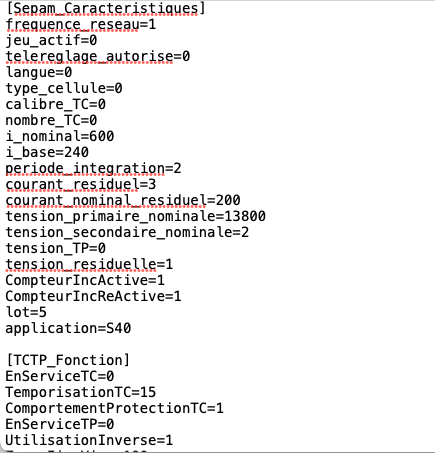 [Sepam_Caracteristiques]
frequence_reseau=1
jeu_actif=0
telereglage_autorise=0
langue=0
type_cellule=0
calibre_TC=0
nombre_TC=0
i_nominal=600
i_base=240
periode_integration=2
courant_residuel=3
courant_nominal_residuel=200
tension_primaire_nominale=13800
tension_secondaire_nominale=2
tension_TP=0
tension_residuelle=1
CompteurIncActive=1
CompteurIncReActive=1
lot=5
application=S40
[TCTP_Fonction]
EnServiceTC=0
TemporisationTC=15
ComportementProtectionTC=1
EnServiceTP=0
UtilisationInverse=1